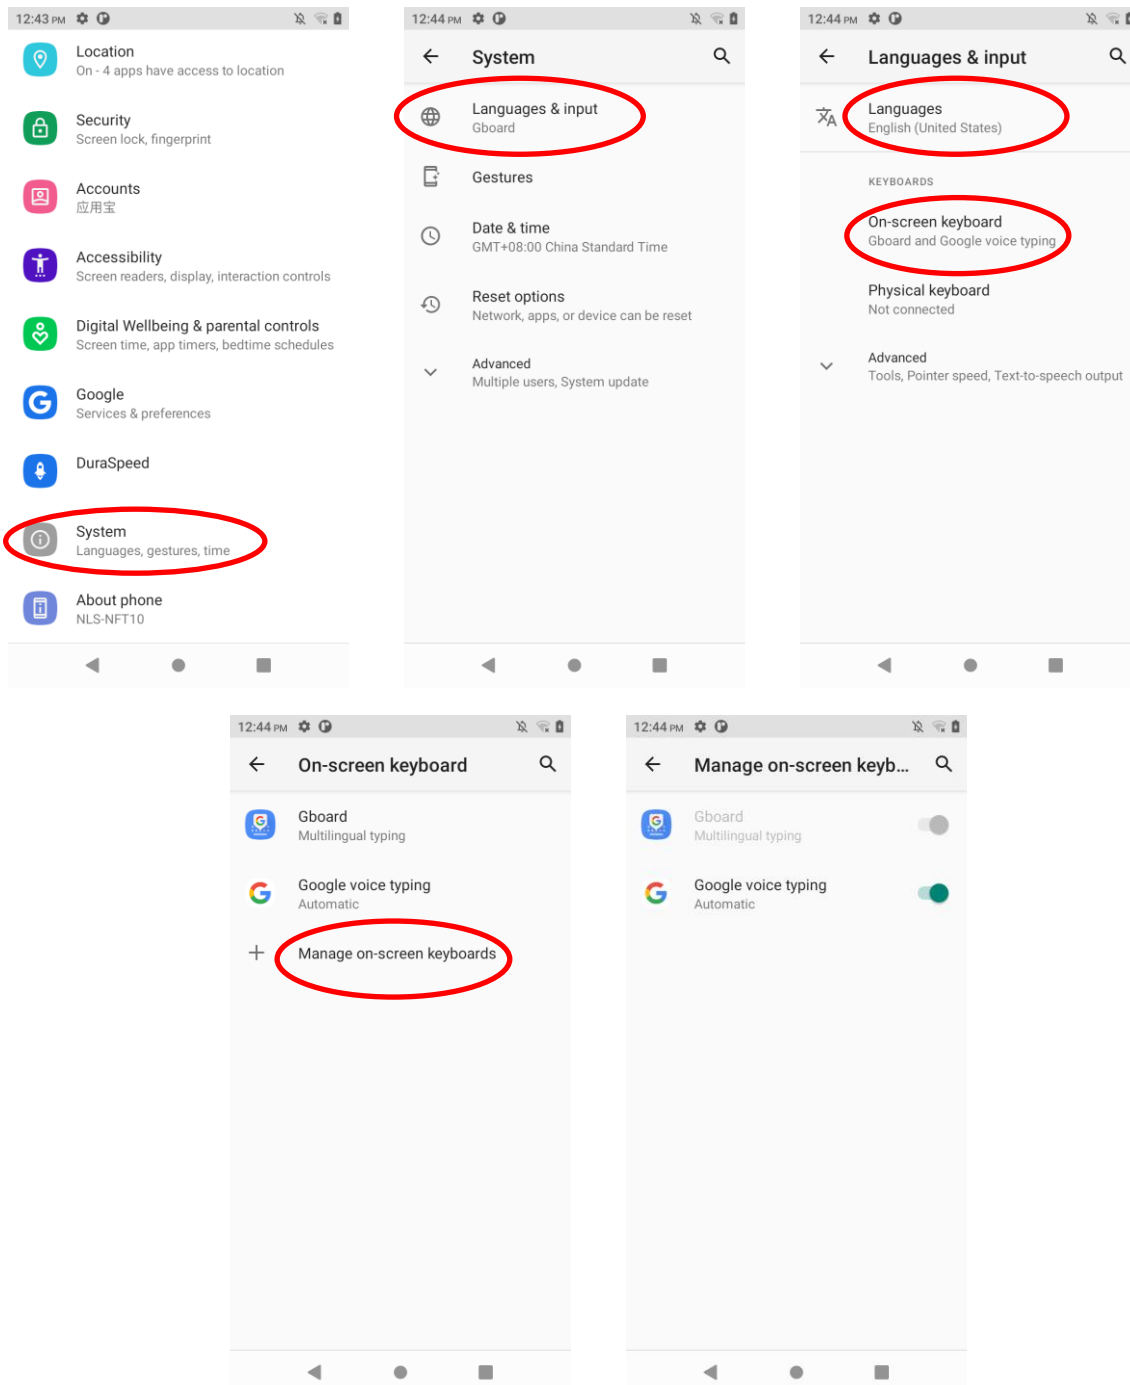 12:43 PM
Location
On - 4 apps have access to location
Security
Screen lock, fingerprint
Accounts
应用宝
Accessibility
Screen readers, display, interaction controls
Digital Wellbeing & parental controls
Screen time, app timers, bedtime schedules
Google
Services & preferences
DuraSpeed
System
Languages, gestures, time
About phone
NLS-NFT10
12:44 PM
System
Languages & input
Gboard
Gestures
Date & time
GMT+08:00 China Standard Time
Reset options
Network, apps, or device can be reset
Advanced
Multiple users, System update
12:44 PM
Languages & input
Languages
English (United States)
KEYBOARDS
On-screen keyboard
Gboard and Google voice typing
Physical keyboard
Not connected
Advanced
Tools, Pointer speed, Text-to-speech output
12:44 PM
On-screen keyboard
Gboard
Multilingual typing
Google voice typing
Automatic
Manage on-screen keyboards
12:44 PM
Manage on-screen keyb...
Gboard
Multilingual typing
Google voice typing
Automatic